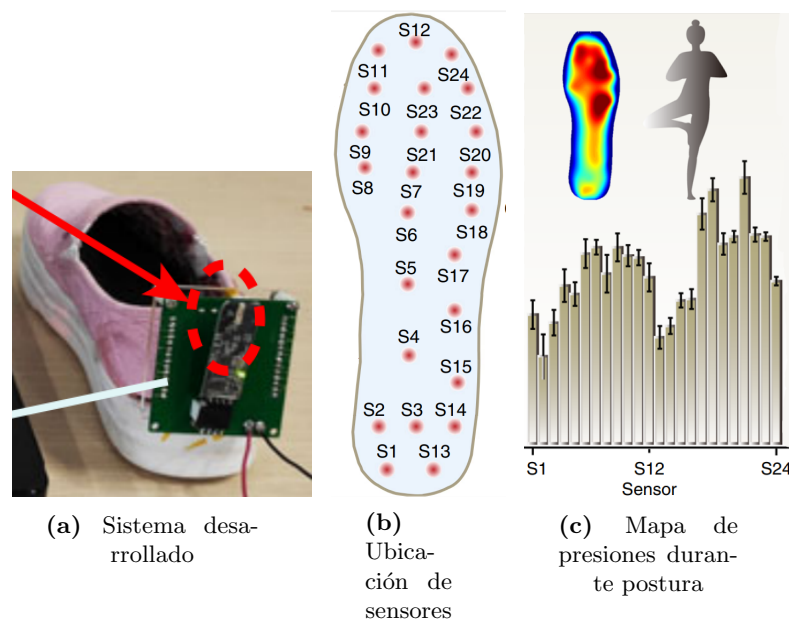 S12
S11
S24
S10
S23
S22
S9
S21
S20
S8
S7
S19
S6
S18
S5
S17
S16
S4
S15
S2
S3
S14
S1
S13
S1
S12
S24
Sensor
(a) Sistema desa-
rrollado
(b)
Ubica-
ción de
sensores
(c) Mapa de
presiones duran-
te postura